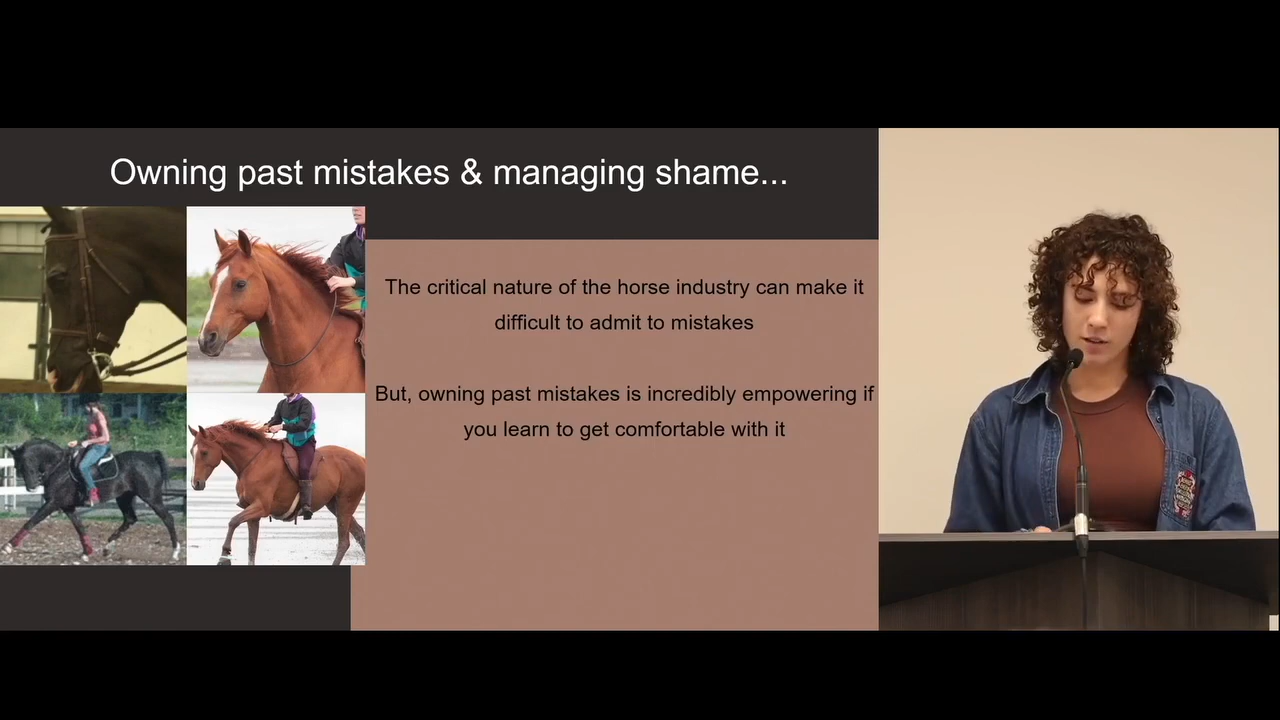 Owning past mistakes & managing shame...
The critical nature of the horse industry can make it
difficult to admit to mistakes
But, owning past mistakes is incredibly empowering if
you learn to get comfortable with it